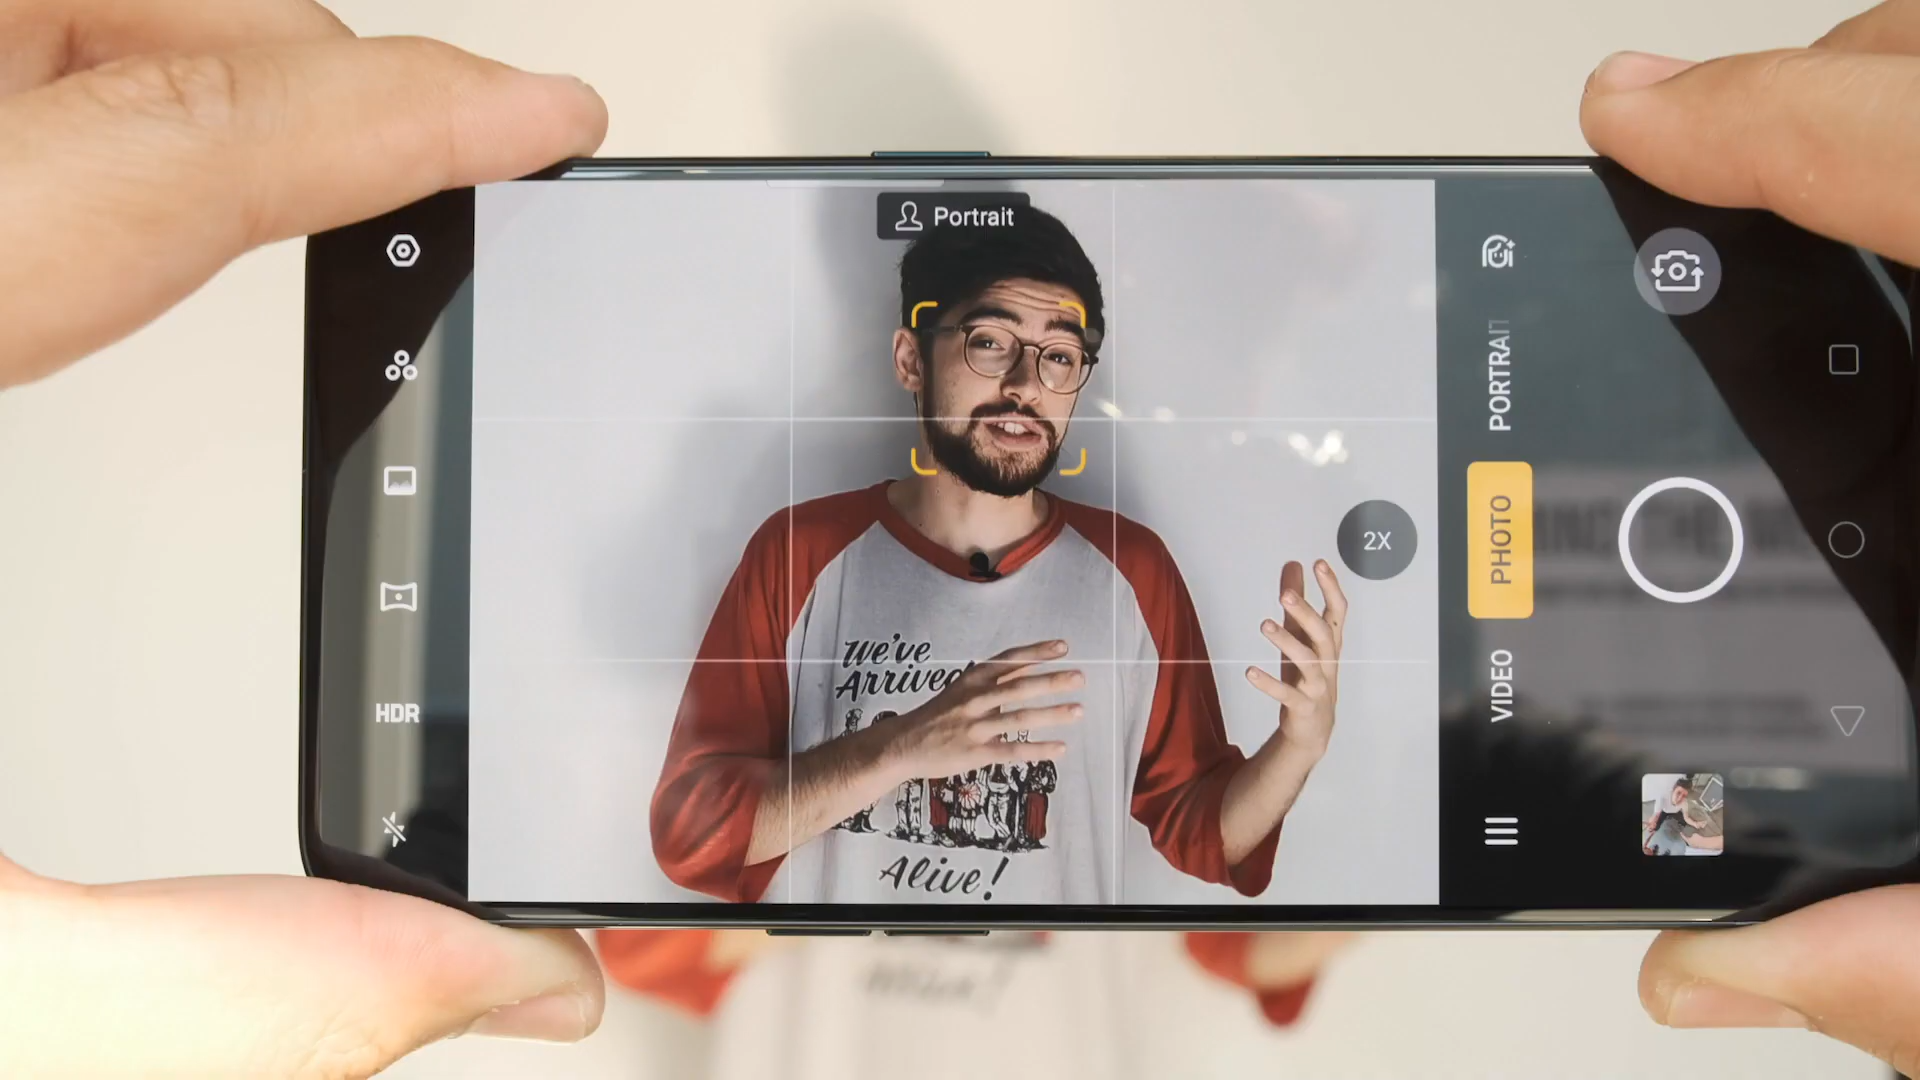 Portrait
HDR
We've
Arrived
Alive!
2X
PORTRAIT
PHOTO
VIDEO